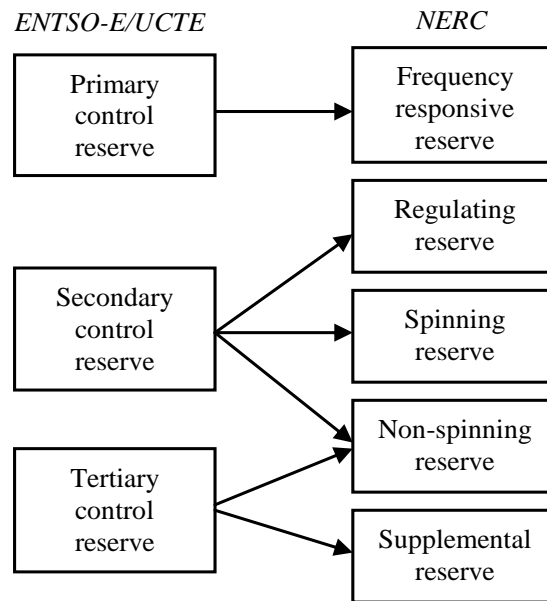 ENTSO-E/UCTE
NERC
Primary
control
reserve
Frequency
responsive
reserve
Regulating
reserve
Secondary
control
reserve
Spinning
reserve
Non-spinning
reserve
Tertiary
control
reserve
Supplemental
reserve